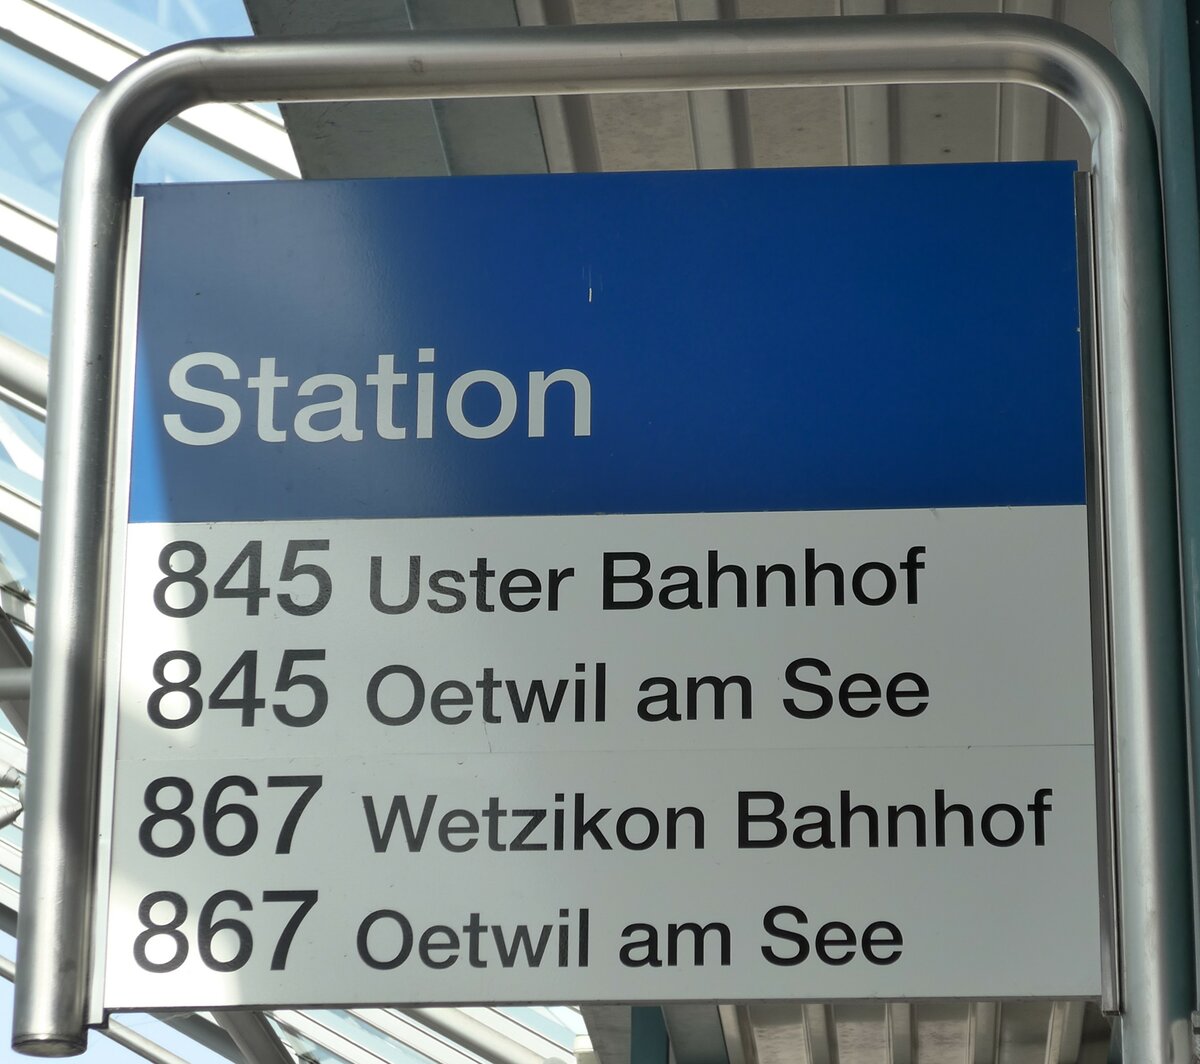 Station
845 Uster Bahnhof
845 Oetwil am See
867 Wetzikon Bahnhof
867 Oetwil am See